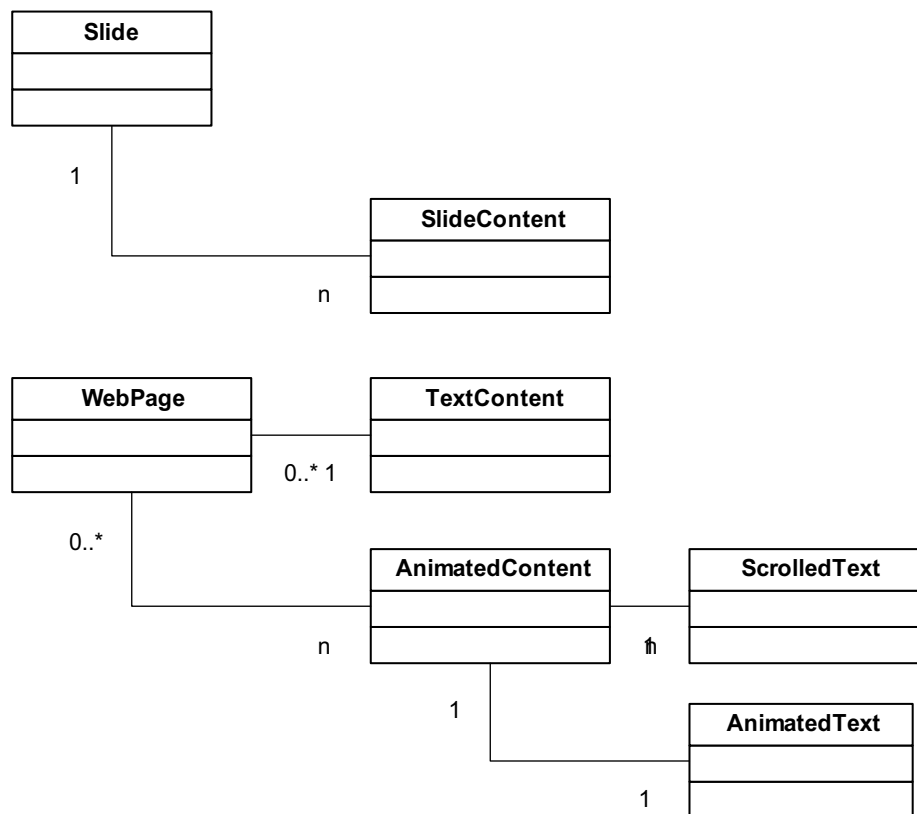 Slide
1
SlideContent
n
WebPage
TextContent
0..* 1
0..*
AnimatedContent
ScrolledText
n
1
AnimatedText
1